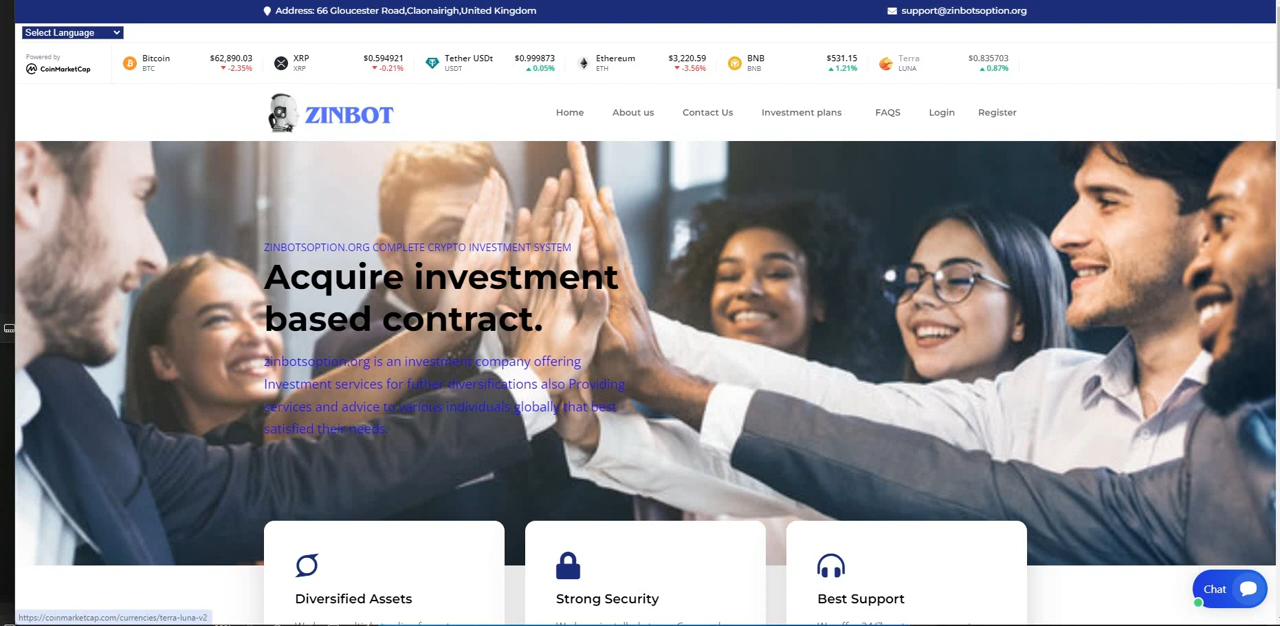 Address: 66 Gloucester Road,Claonairigh,United Kingdom
support@zinbotsoption.org
Select Language
Powered by
CoinMarketCap
Bitcoin $62,890.03
BTC -2.35%
XRP $0.594921
XRP -0.21%
Tether USDt $0.999873
USDT 0.05%
Ethereum $3,220.59
ETH -3.56%
BNB $531.15
BNB 1.21%
Terra $0.835703
LUNA 0.87%
ZINBOT
Home About us Contact Us Investment plans FAQS Login Register
ZINBOTSOPTION.ORG COMPLETE CRYPTO INVESTMENT SYSTEM
Acquire investment
based contract.
zinbotsoption.org is an investment company offering
Investment services for futher diversifications also Providing
services and advice to various individuals globally that best
satisfied their needs.
Diversified Assets
Strong Security
Best Support
Chat
https://coinmarketcap.com/currencies/terra-luna-v2